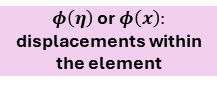 ϕ(η) or ϕ(x):
displacements within
the element